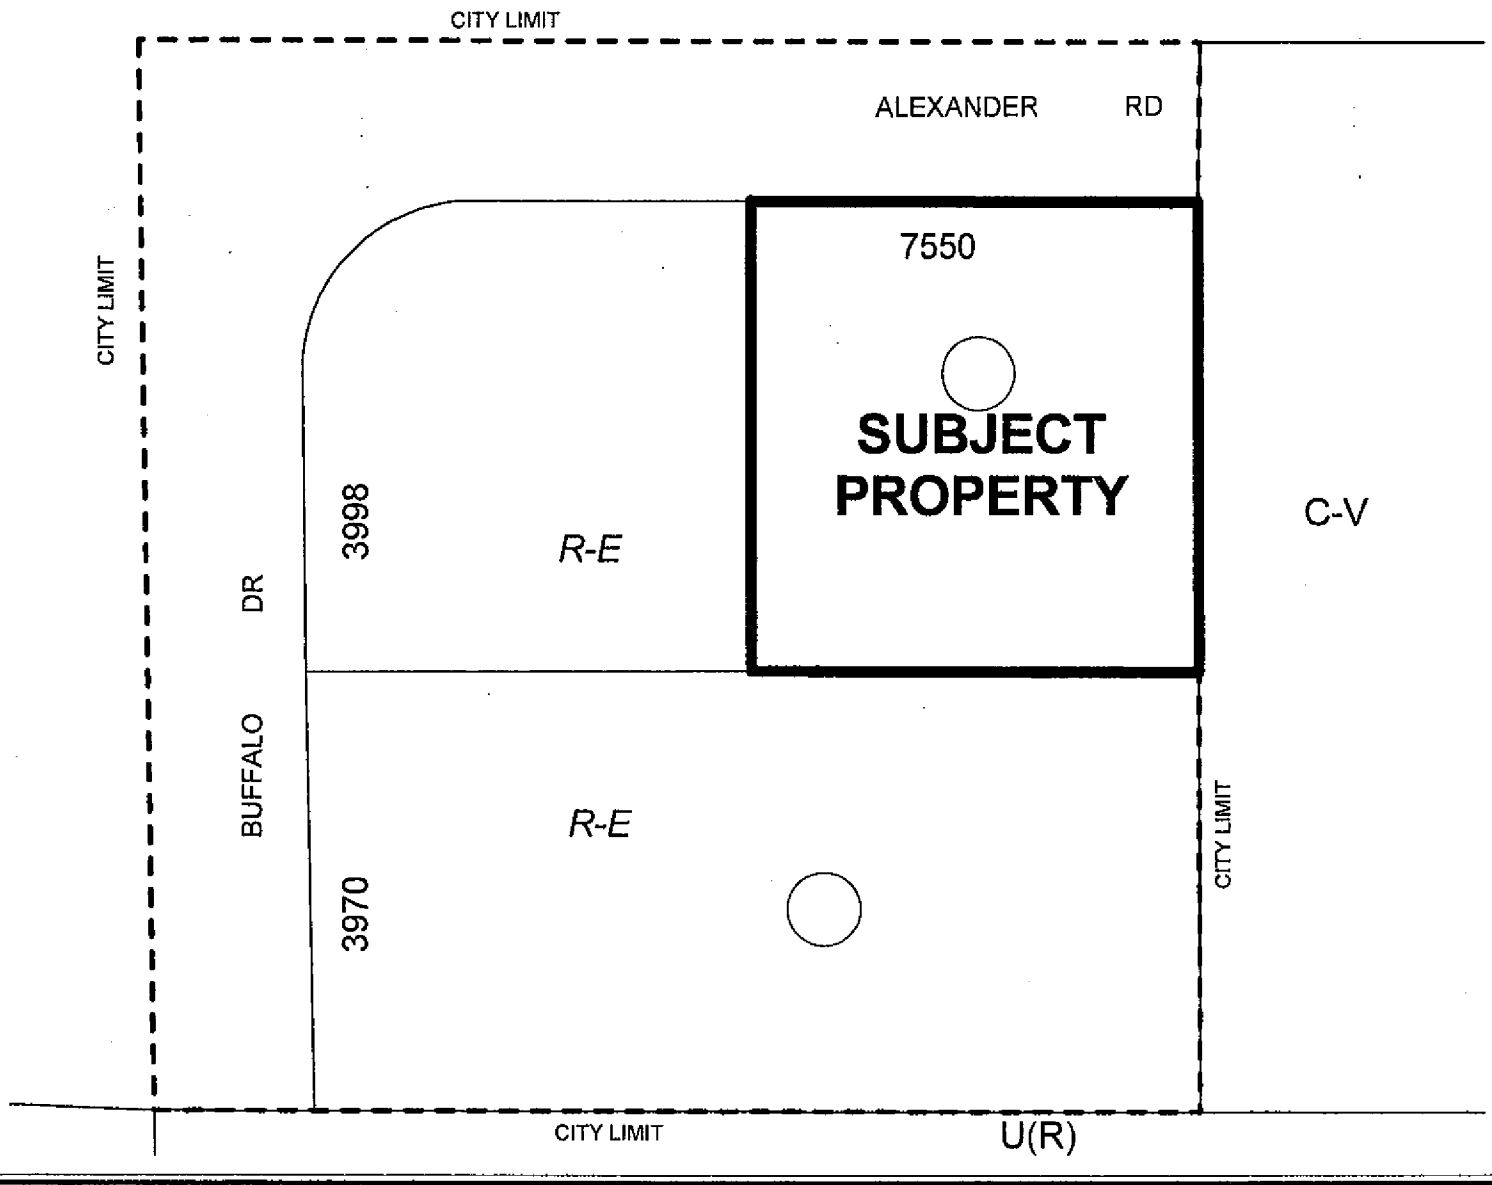 CITY LIMIT
ALEXANDER RD
7550
CITY LIMIT
SUBJECT
PROPERTY
3998
R-E
C-V
BUFFALO DR
R-E
3970
CITY LIMIT
CITY LIMIT
U(R)